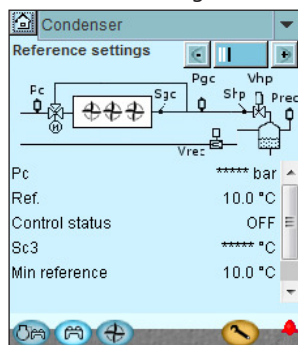 Condenser
Reference settings
Pc
Sgc
Pgc
Shp
Vhp
Prec
M
Vrec
Pc ***** bar
Ref. 10.0 °C
Control status OFF
Sc3 ***** °C
Min reference 10.0 °C